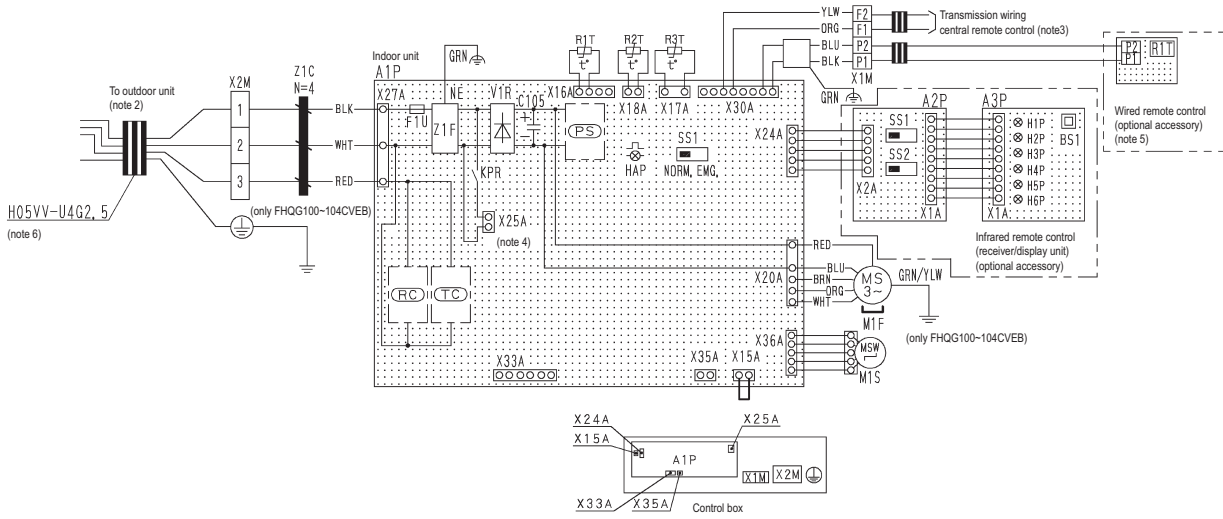 YLW F2
ORG F1
BLU P2
BLK P1
X1M
Transmission wiring
central remote control (note3)
P2
P1
R1T
Wired remote control
(optional accessory)
(note 5)
GRN
Indoor unit
A1P
GRN
R1T
t°
R2T
t°
R3T
t°
X16A
X18A
X17A
X30A
To outdoor unit
(note 2)
X2M
1
2
3
Z1C
N=4
BLK
WHT
RED
X27A
F1U
NE
Z1F
V1R
C105
+
−
PS
HAP
SS1
NORM. EMG.
KPR
X25A
(note 4)
H05VV-U4G2,5
(note 6)
(only FHQG100~104CVEB)
RC
TC
X24A
A2P
SS1
SS2
X2A
X1A
A3P
H1P
H2P
H3P
H4P
H5P
H6P
BS1
X1A
Infrared remote control
(receiver/display unit)
(optional accessory)
X20A
RED
BLU
BRN
ORG
WHT
MS
3~
M1F
GRN/YLW
(only FHQG100~104CVEB)
X36A
MSW
M1S
X33A
X35A
X15A
X24A
X15A
X25A
A1P
X1M
X2M
X33A
X35A
Control box